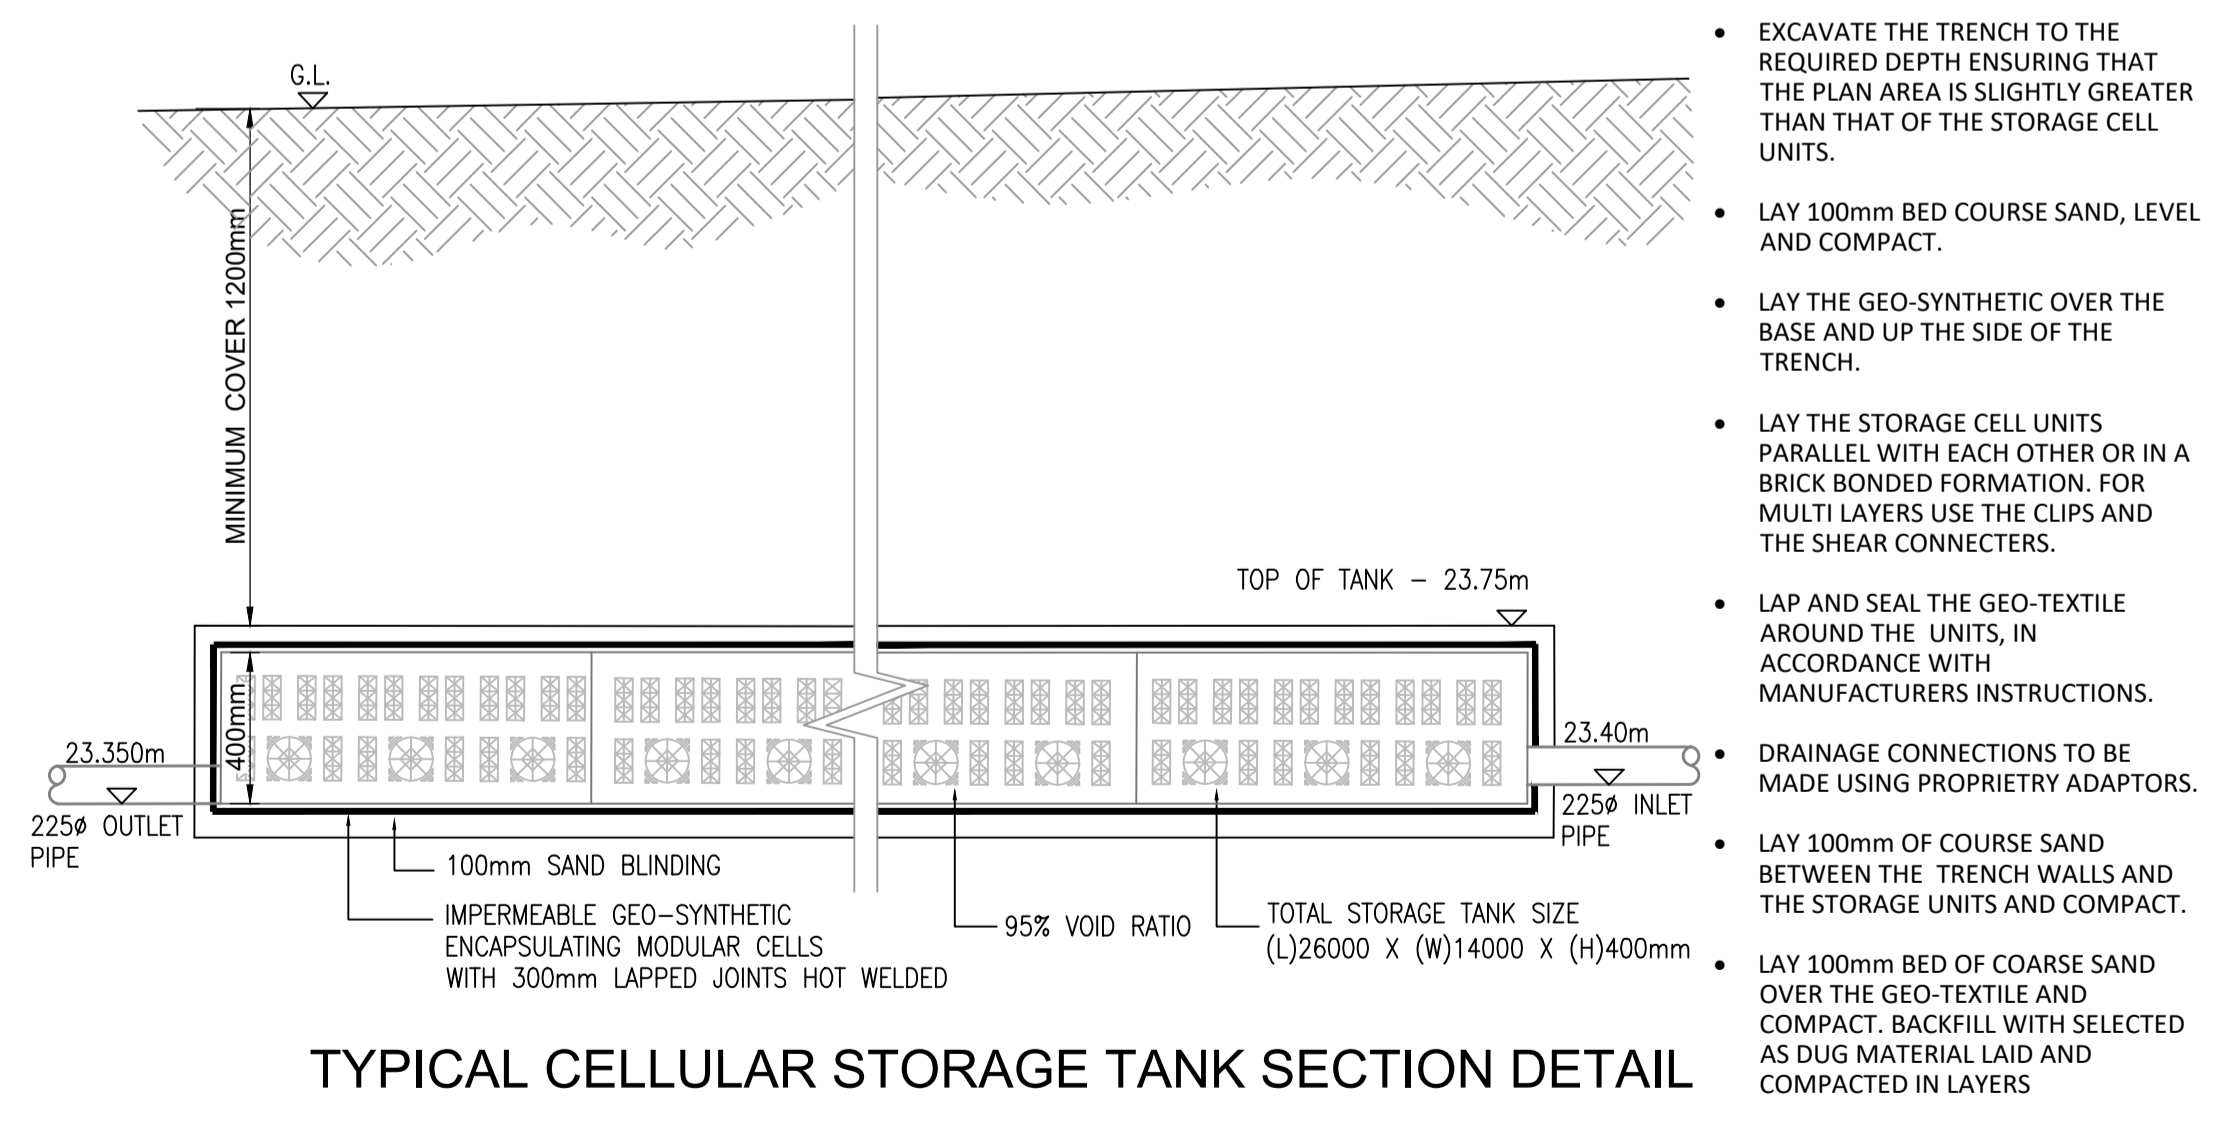 G.L.
MINIMUM COVER 1200mm
TOP OF TANK – 23.75m
400mm
23.350m
225ø OUTLET
PIPE
23.40m
225ø INLET
PIPE
100mm SAND BLINDING
IMPERMEABLE GEO-SYNTHETIC
ENCAPSULATING MODULAR CELLS
WITH 300mm LAPPED JOINTS HOT WELDED
95% VOID RATIO
TOTAL STORAGE TANK SIZE
(L)26000 X (W)14000 X (H)400mm
TYPICAL CELLULAR STORAGE TANK SECTION DETAIL
• EXCAVATE THE TRENCH TO THE
REQUIRED DEPTH ENSURING THAT
THE PLAN AREA IS SLIGHTLY GREATER
THAN THAT OF THE STORAGE CELL
UNITS.
• LAY 100mm BED COURSE SAND, LEVEL
AND COMPACT.
• LAY THE GEO-SYNTHETIC OVER THE
BASE AND UP THE SIDE OF THE
TRENCH.
• LAY THE STORAGE CELL UNITS
PARALLEL WITH EACH OTHER OR IN A
BRICK BONDED FORMATION. FOR
MULTI LAYERS USE THE CLIPS AND
THE SHEAR CONNECTERS.
• LAP AND SEAL THE GEO-TEXTILE
AROUND THE UNITS, IN
ACCORDANCE WITH
MANUFACTURERS INSTRUCTIONS.
• DRAINAGE CONNECTIONS TO BE
MADE USING PROPRIETRY ADAPTORS.
• LAY 100mm OF COURSE SAND
BETWEEN THE TRENCH WALLS AND
THE STORAGE UNITS AND COMPACT.
• LAY 100mm BED OF COARSE SAND
OVER THE GEO-TEXTILE AND
COMPACT. BACKFILL WITH SELECTED
AS DUG MATERIAL LAID AND
COMPACTED IN LAYERS